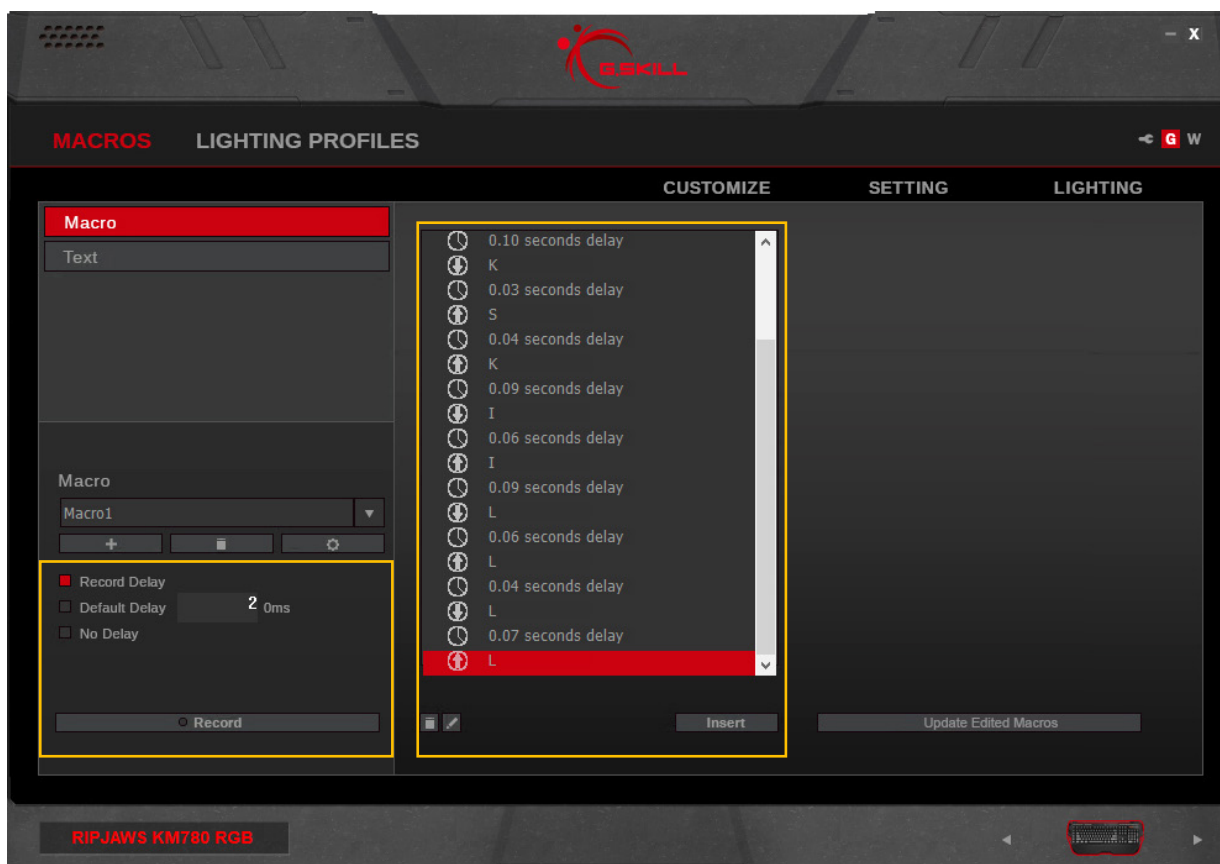 G.SKILL
X
MACROS LIGHTING PROFILES
G W
CUSTOMIZE SETTING LIGHTING
Macro
Text
0.10 seconds delay
K
0.03 seconds delay
S
0.04 seconds delay
K
0.09 seconds delay
I
0.06 seconds delay
I
0.09 seconds delay
L
0.06 seconds delay
L
0.04 seconds delay
L
0.07 seconds delay
L
Macro
Macro1
+
Record Delay
Default Delay 2 0ms
No Delay
Record
Insert
Update Edited Macros
RIPJAWS KM780 RGB